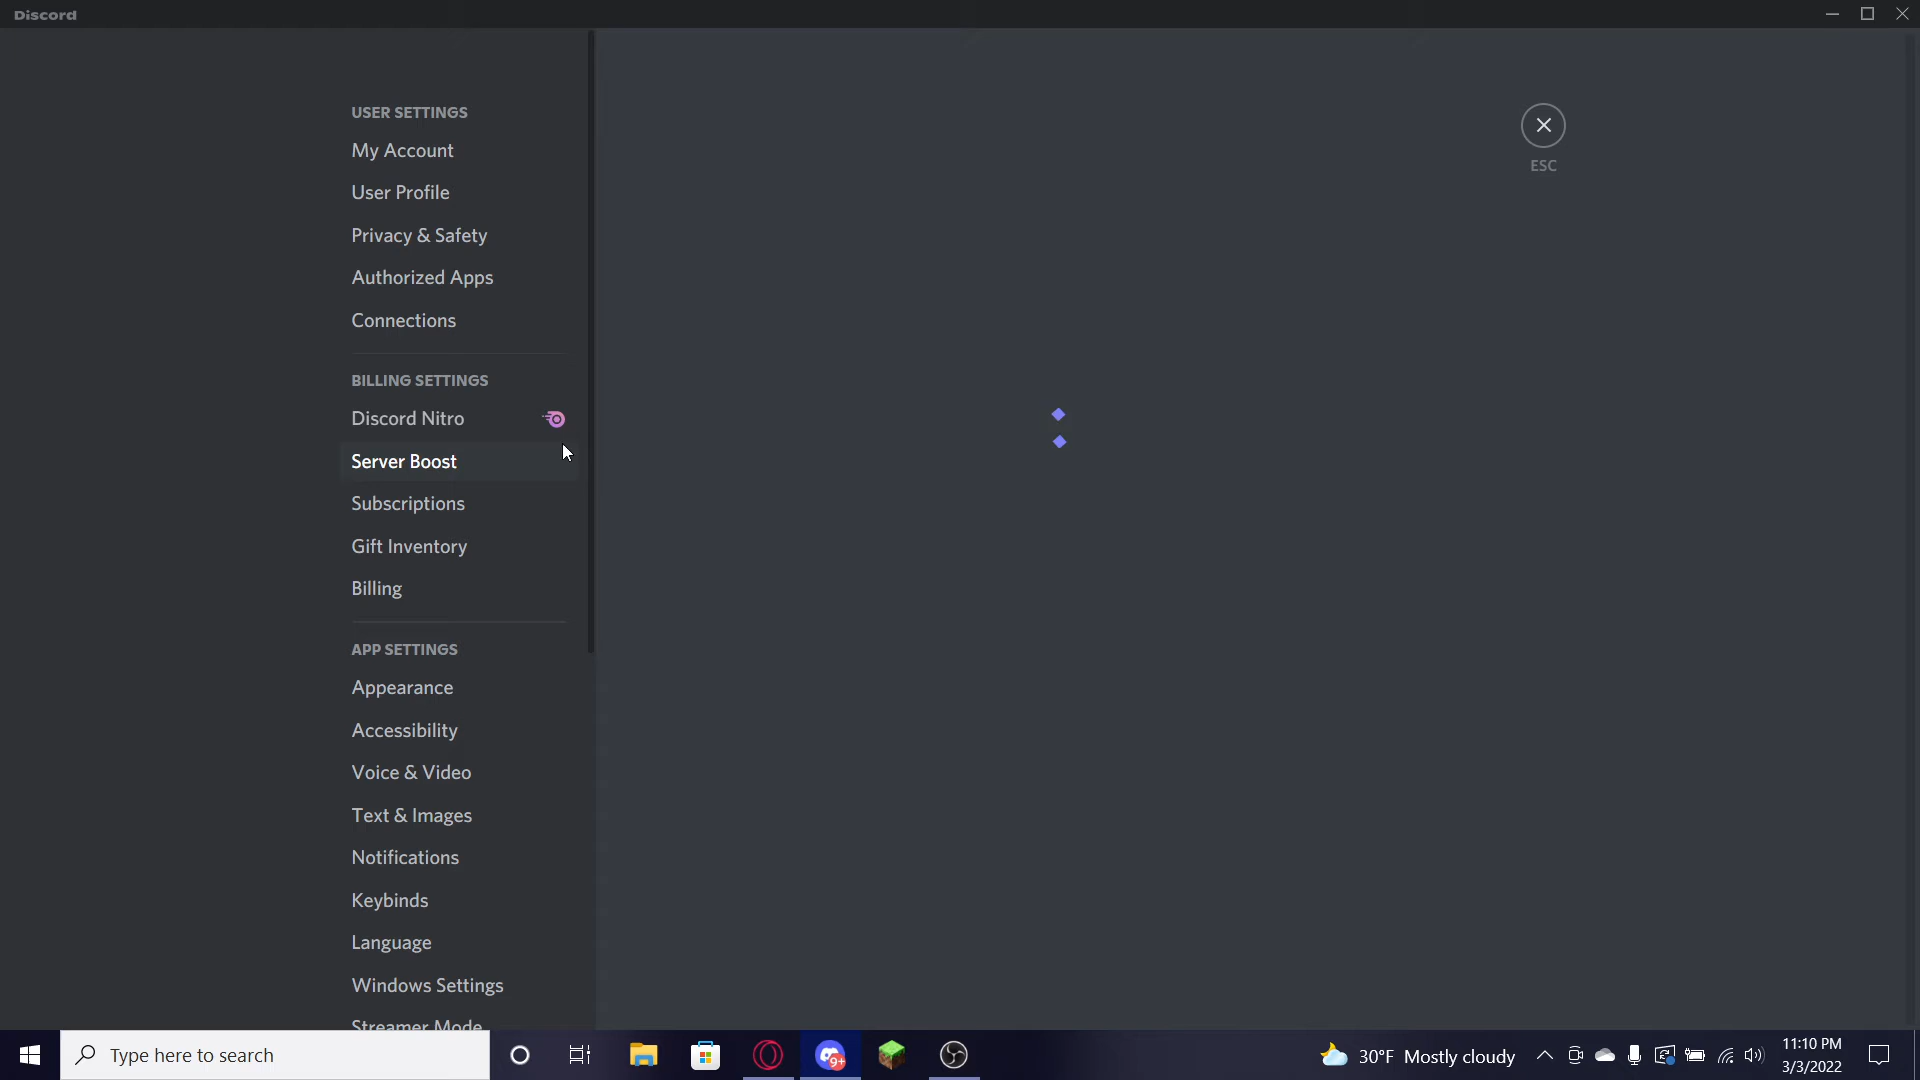 Discord
USER SETTINGS
My Account
User Profile
Privacy & Safety
Authorized Apps
Connections
BILLING SETTINGS
Discord Nitro
Server Boost
Subscriptions
Gift Inventory
Billing
APP SETTINGS
Appearance
Accessibility
Voice & Video
Text & Images
Notifications
Keybinds
Language
Windows Settings
Streamer Mode
ESC
Type here to search
9+
30°F Mostly cloudy
11:10 PM
3/3/2022